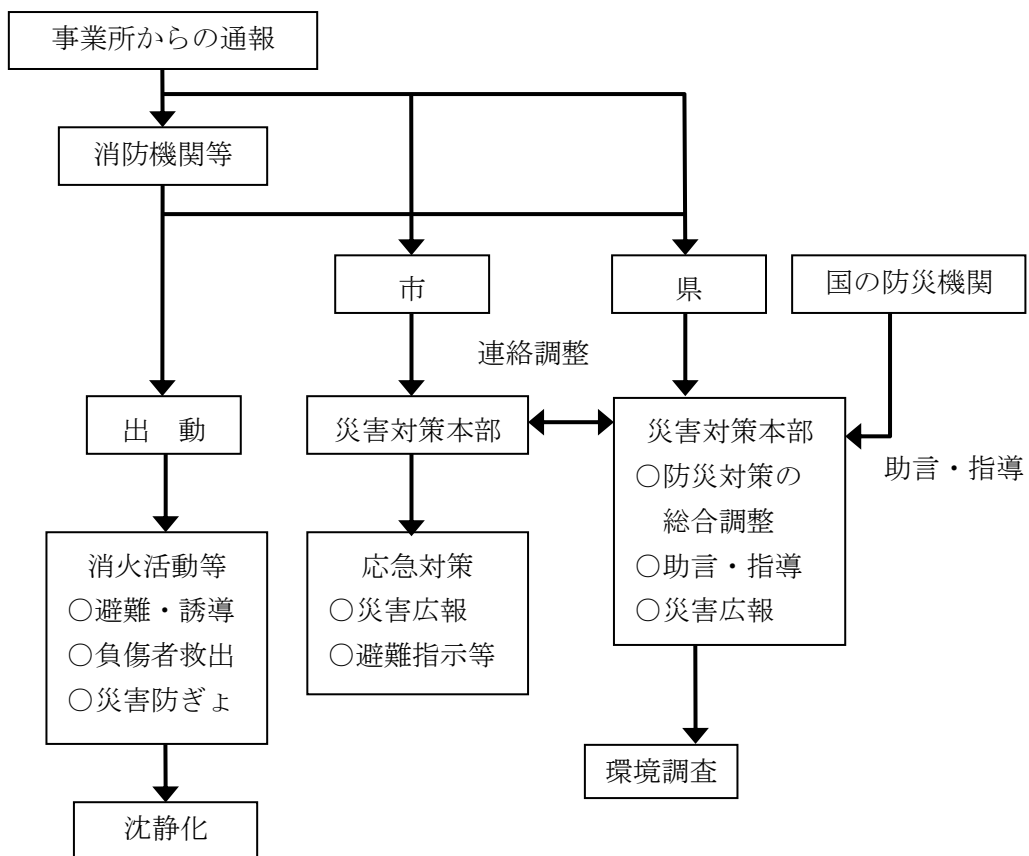 事業所からの通報
消防機関等
市
県
国の防災機関
連絡調整
出　動
災害対策本部
災害対策本部
○防災対策の
総合調整
○助言・指導
○災害広報
助言・指導
消火活動等
○避難・誘導
○負傷者救出
○災害防ぎょ
応急対策
○災害広報
○避難指示等
環境調査
沈静化